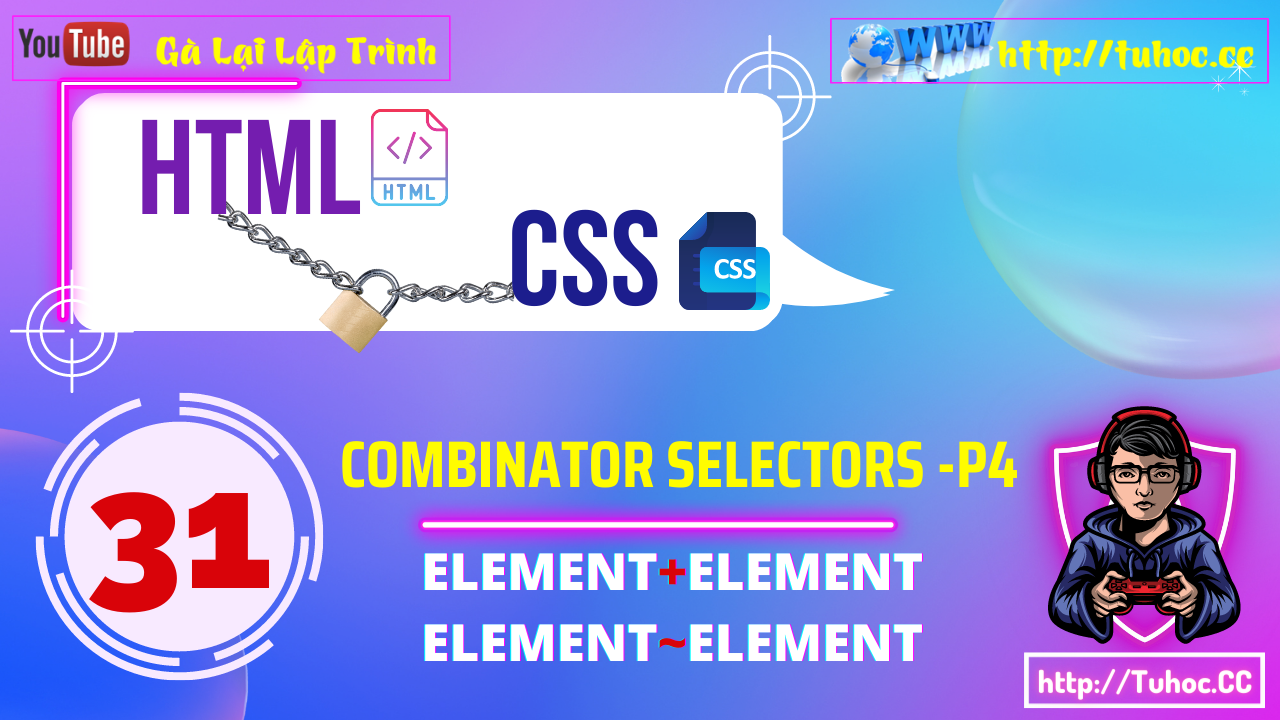 YouTube
Gà Lại Lập Trình
WWW
http://tuhoc.cc
HTML
HTML
CSS
CSS
31
COMBINATOR SELECTORS -P4
ELEMENT+ELEMENT
ELEMENT~ELEMENT
http://Tuhoc.CC